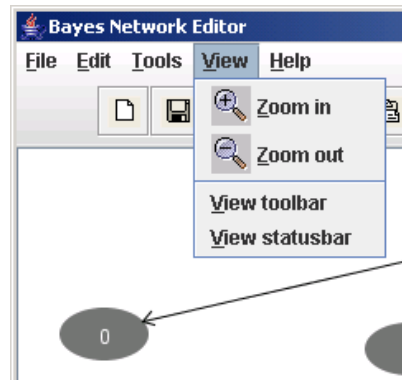 Bayes Network Editor
File Edit Tools View Help
Zoom in
Zoom out
View toolbar
View statusbar
0